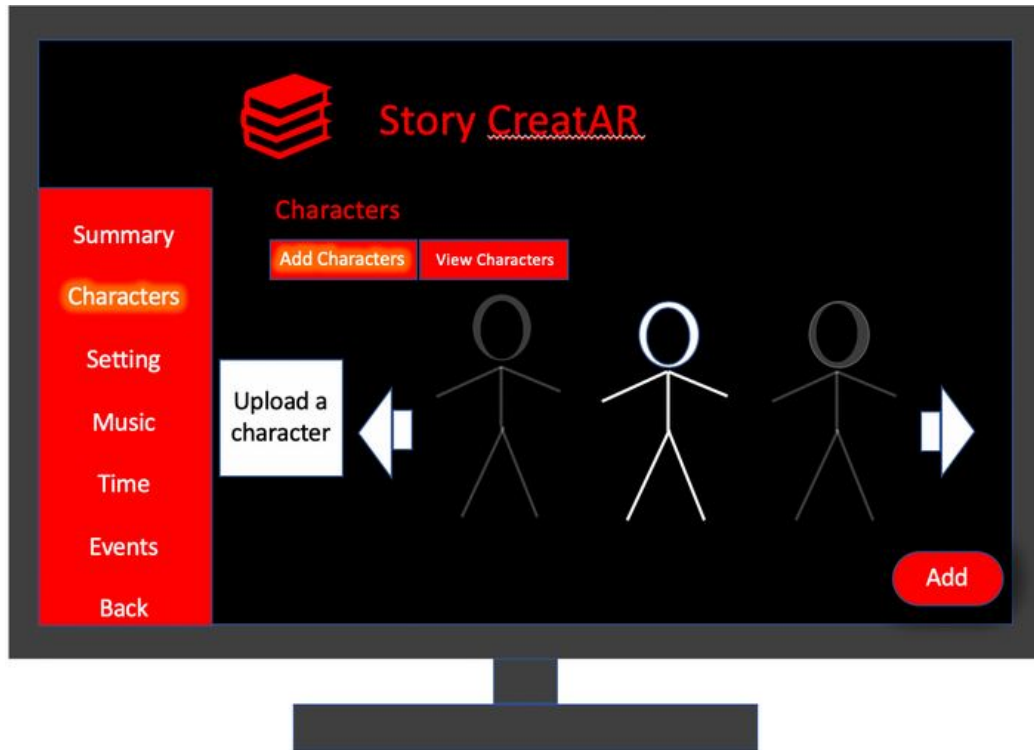 Story CreatAR
Characters
Add Characters
View Characters
Summary
Characters
Setting
Music
Time
Events
Back
Upload a
character
Add